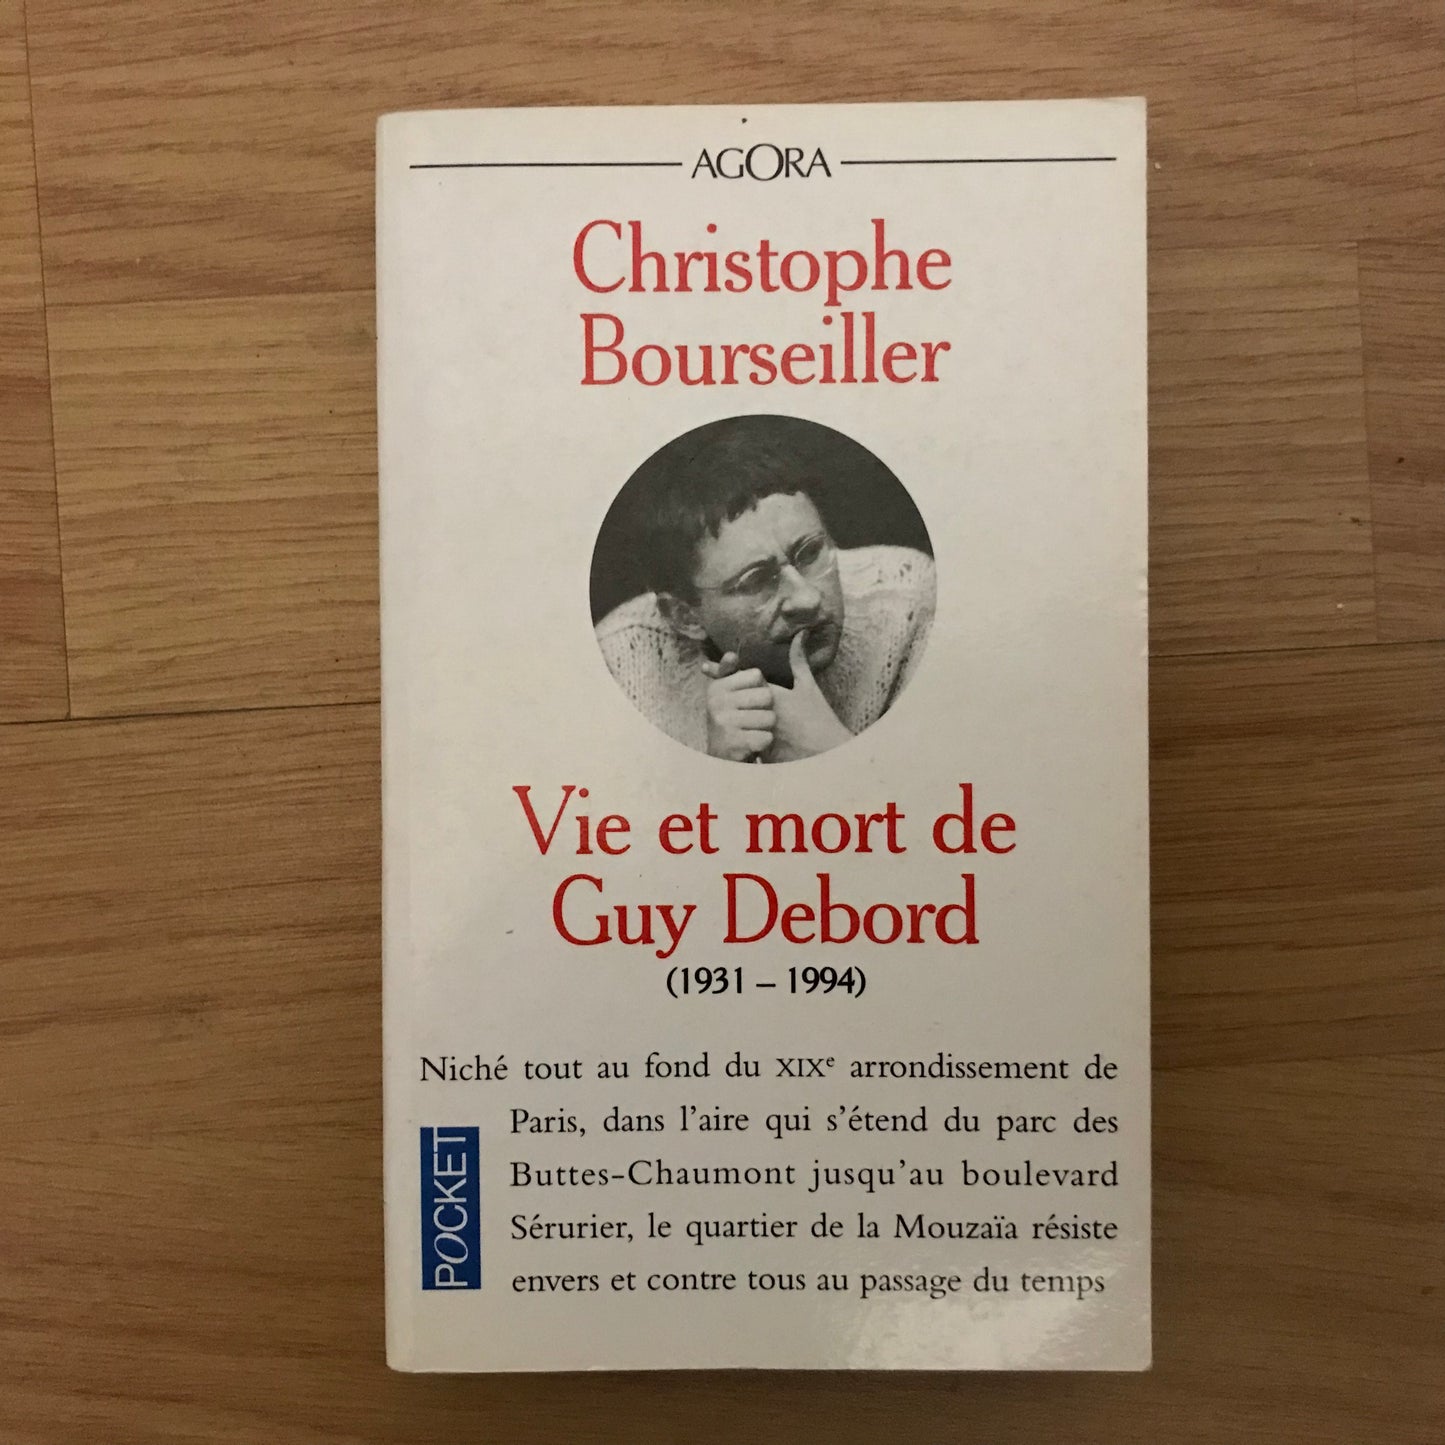 AGORA
Christophe
Bourseiller
Vie et mort de
Guy Debord
(1931 – 1994)
Niché tout au fond du XIXe arrondissement de
Paris, dans l'aire qui s'étend du parc des
Buttes-Chaumont jusqu'au boulevard
Sérurier, le quartier de la Mouzaïa résiste
envers et contre tous au passage du temps
POCKET